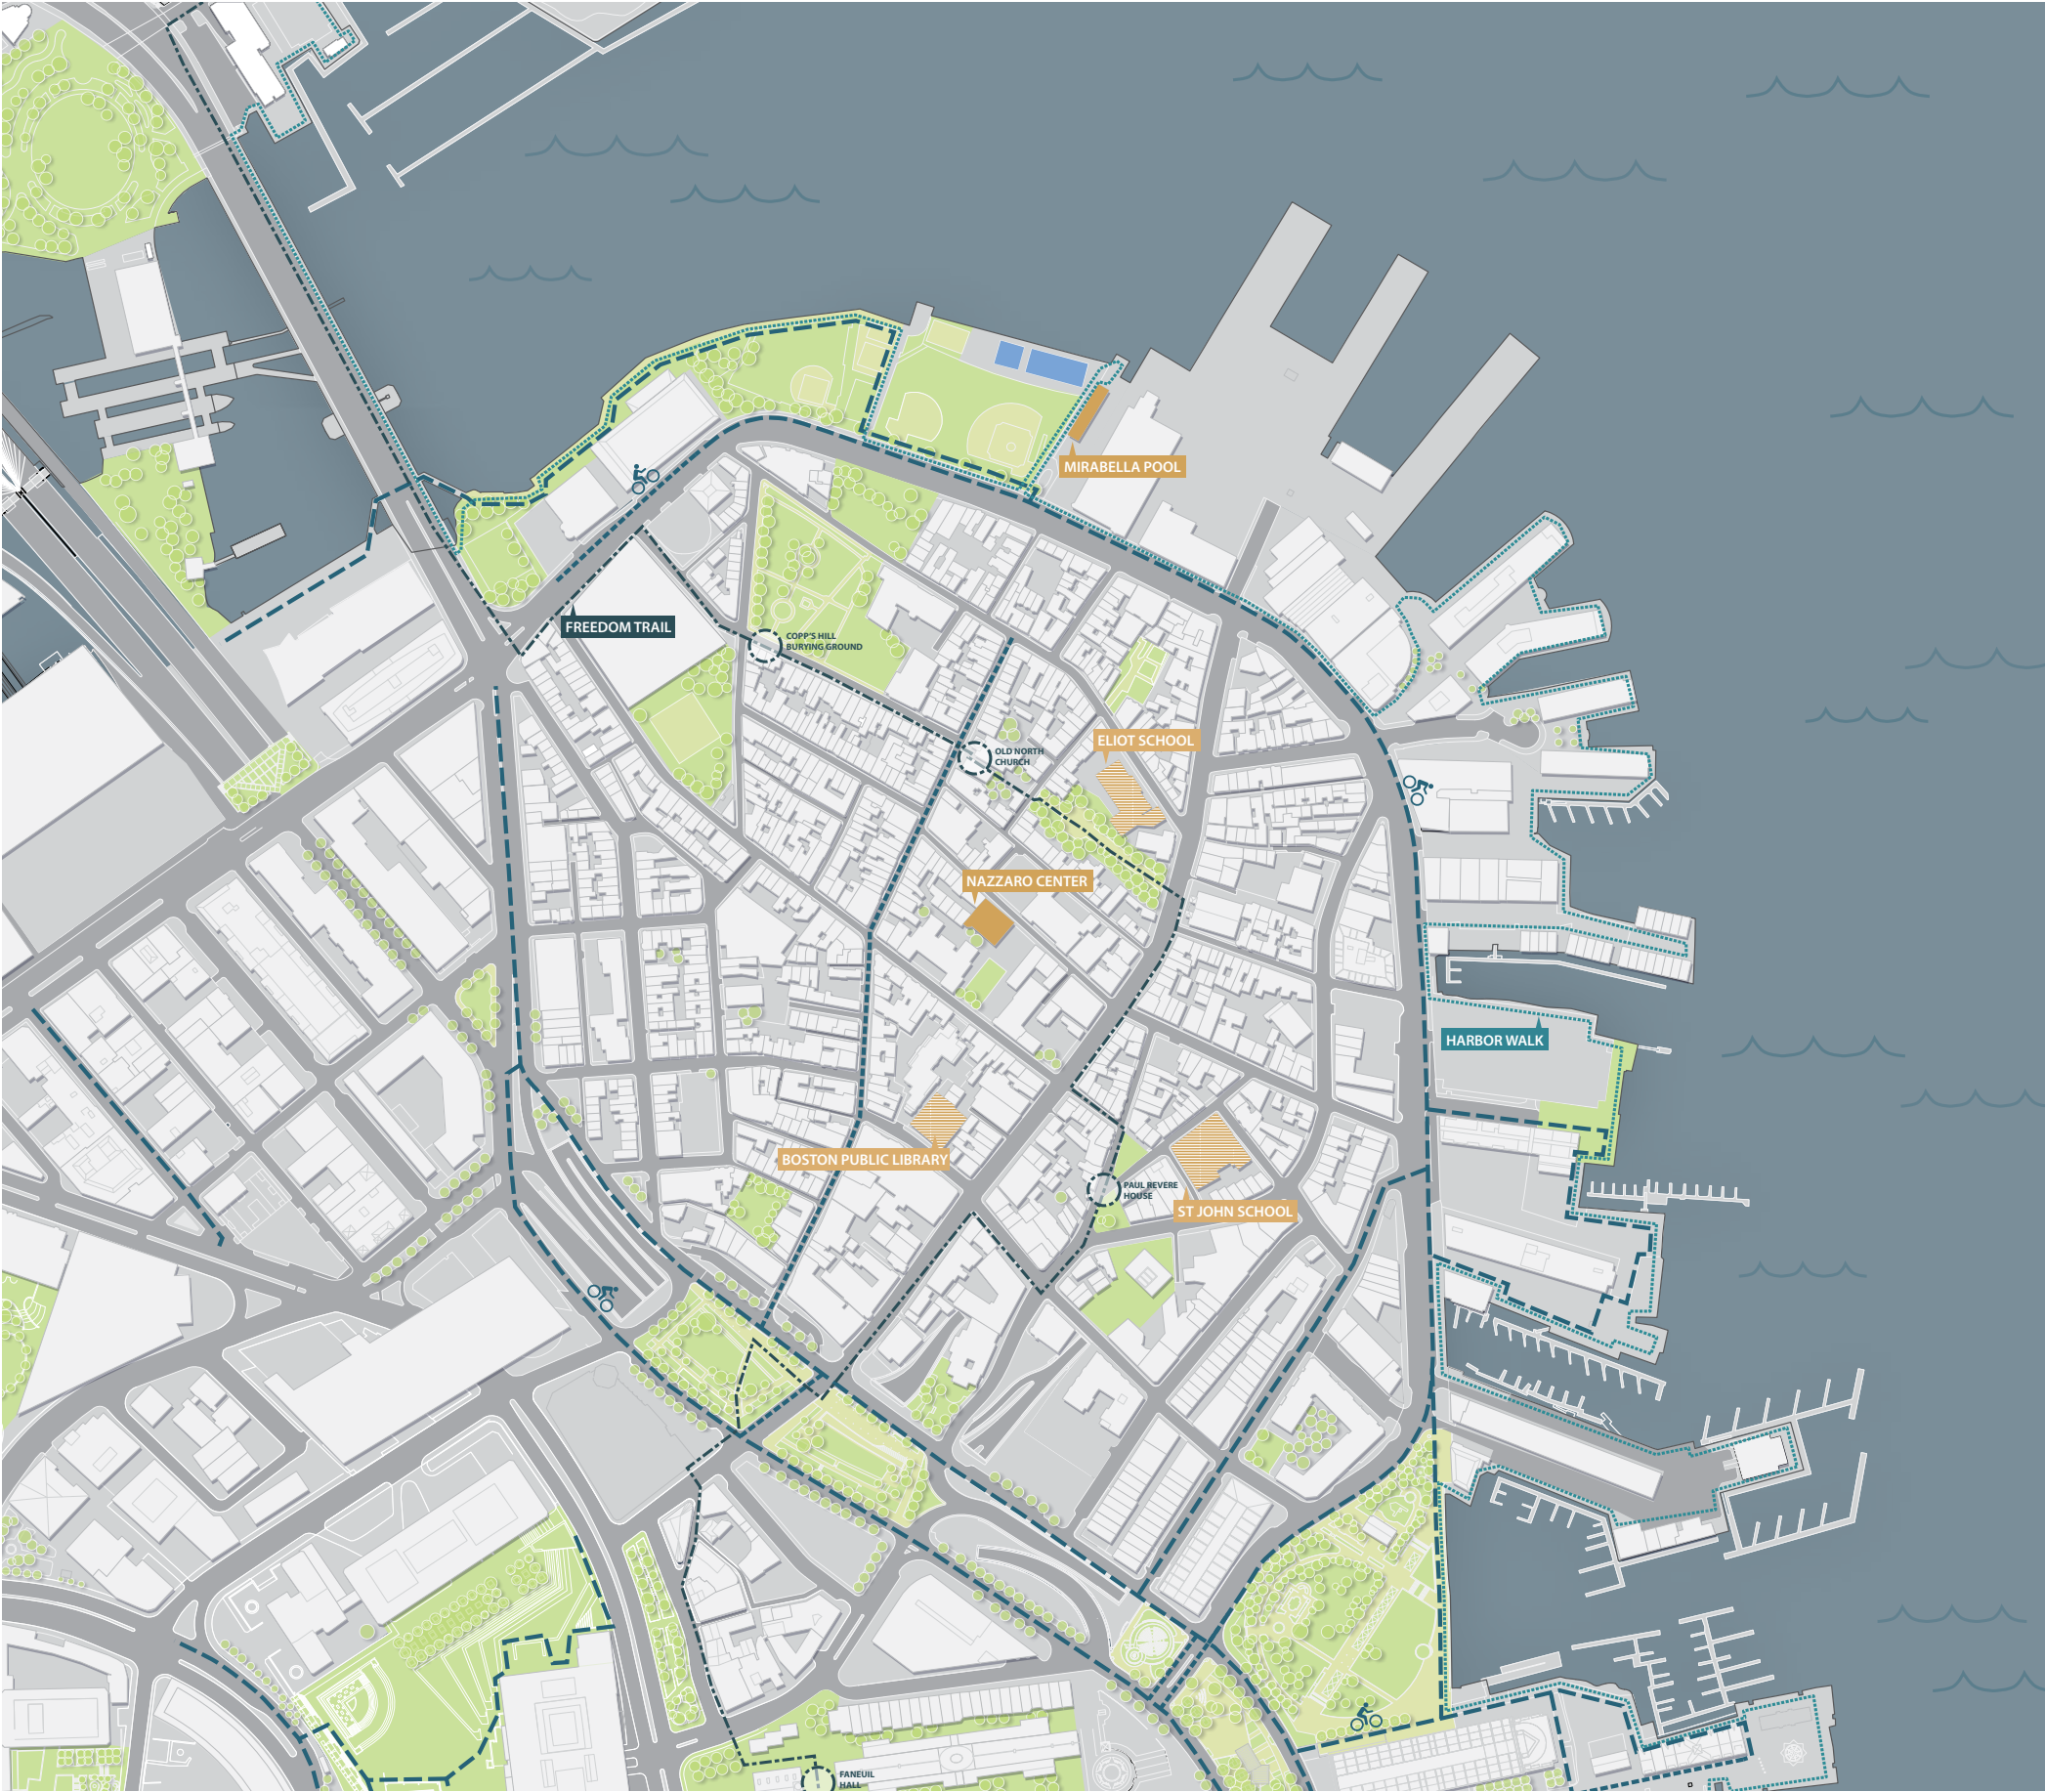 MIRABELLA POOL
FREEDOM TRAIL
COPP'S HILL
BURYING GROUND
ELIOT SCHOOL
OLD NORTH
CHURCH
NAZZARO CENTER
HARBOR WALK
BOSTON PUBLIC LIBRARY
PAUL REVERE
HOUSE
ST JOHN SCHOOL
FANEUIL
HALL